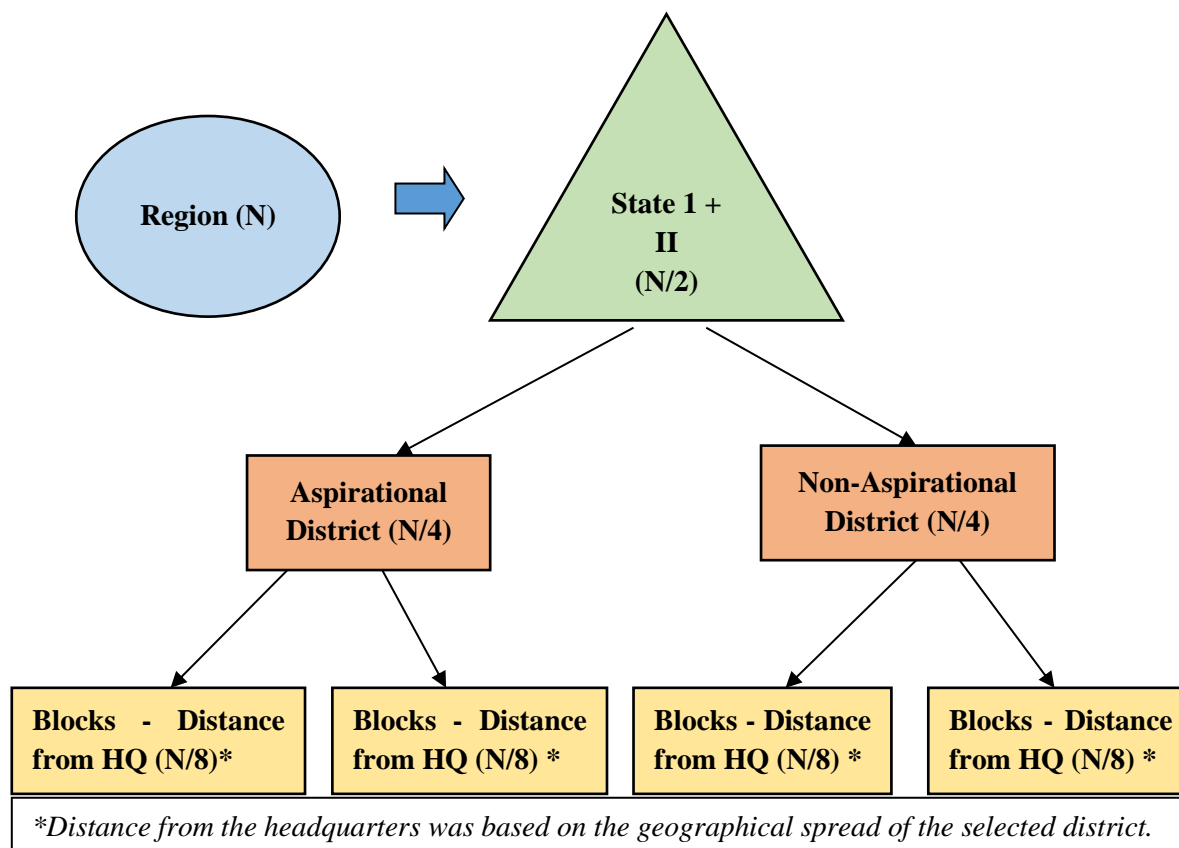 Region (N)
State 1 +
II
(N/2)
Aspirational
District (N/4)
Non-Aspirational
District (N/4)
Blocks - Distance
from HQ (N/8)*
Blocks - Distance
from HQ (N/8) *
Blocks - Distance
from HQ (N/8) *
Blocks - Distance
from HQ (N/8) *
*Distance from the headquarters was based on the geographical spread of the selected district.